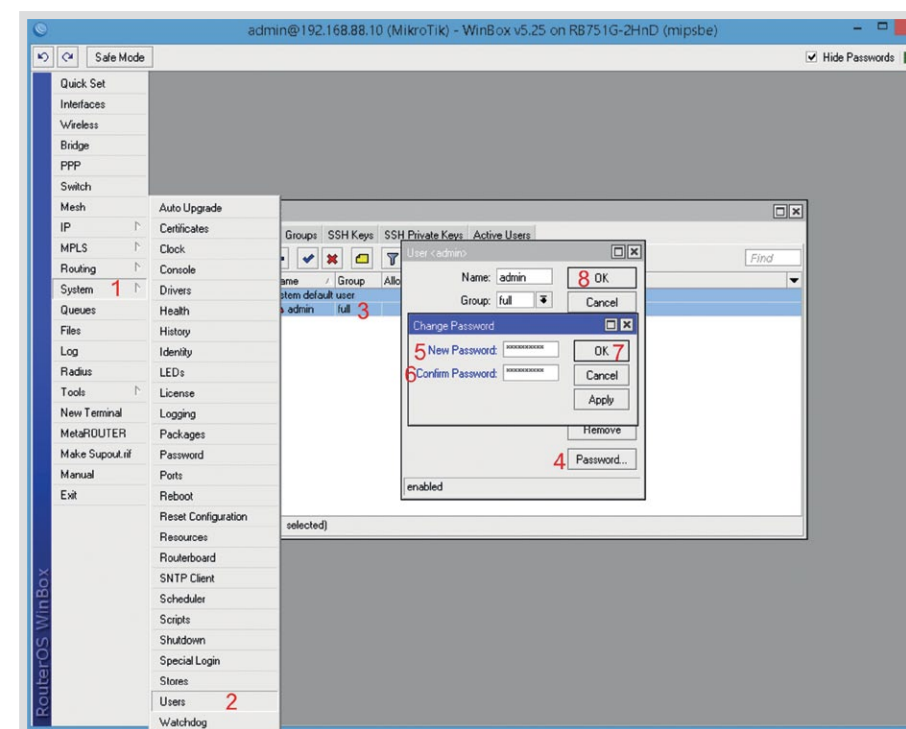 admin@192.168.88.10 (MikroTik) - WinBox v5.25 on RB751G-2HnD (mipsbe)
Safe Mode
Hide Passwords
Quick Set
Interfaces
Wireless
Bridge
PPP
Switch
Mesh
IP
MPLS
Routing
System 1
Queues
Files
Log
Radius
Tools
New Terminal
MetaROUTER
Make Supout.rif
Manual
Exit
RouterOS WinBox
Auto Upgrade
Certificates
Clock
Console
Drivers
Health
History
Identity
LEDs
License
Logging
Packages
Password
Ports
Reboot
Reset Configuration
Resources
Routerboard
SNTP Client
Scheduler
Scripts
Shutdown
Special Login
Stores
Users 2
Watchdog
Groups SSH Keys SSH Private Keys Active Users
Find
ame / Group Allo
stem default user
admin full 3
selected)
User <admin>
Name: admin
8 OK
Group: full
Cancel
Change Password
5 New Password: **********
OK 7
6 Confirm Password: **********
Cancel
Apply
Remove
4 Password...
enabled